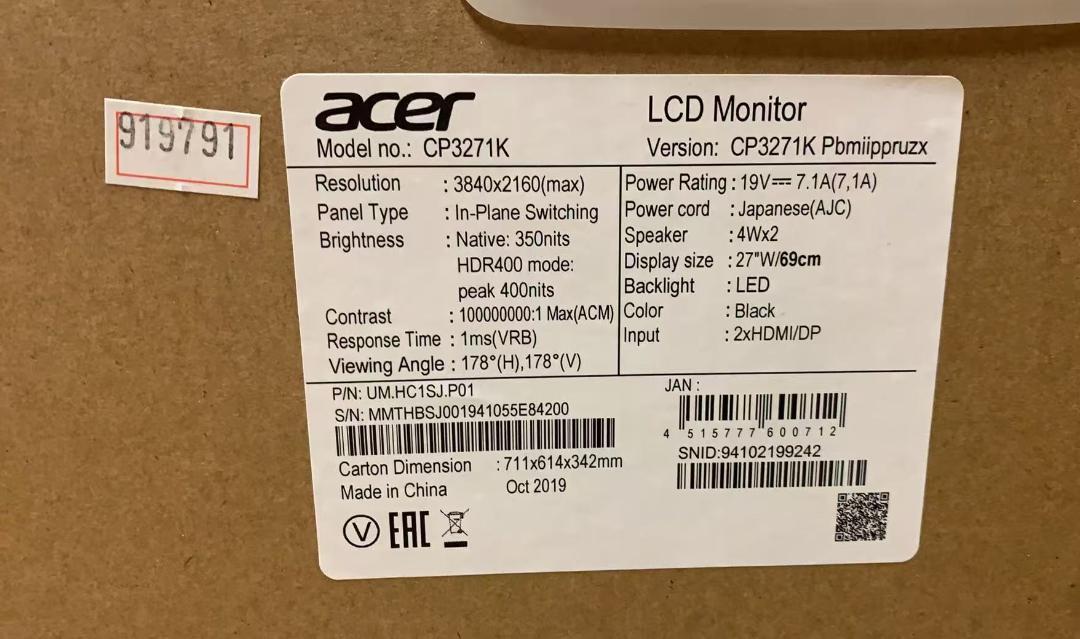 919791
acer
LCD Monitor
Model no.: CP3271K
Version: CP3271K Pbmiippruzx
Resolution : 3840x2160(max)
Panel Type : In-Plane Switching
Brightness : Native: 350nits
HDR400 mode:
peak 400nits
Contrast : 100000000:1 Max(ACM)
Response Time : 1ms(VRB)
Viewing Angle : 178°(H),178°(V)
Power Rating : 19V⎓ 7.1A(7,1A)
Power cord : Japanese(AJC)
Speaker : 4Wx2
Display size : 27"W/69cm
Backlight : LED
Color : Black
Input : 2xHDMI/DP
P/N: UM.HC1SJ.P01
S/N: MMTHBSJ001941055E84200
Carton Dimension : 711x614x342mm
Made in China Oct 2019
V EAC
JAN :
4 515777 600712
SNID:94102199242